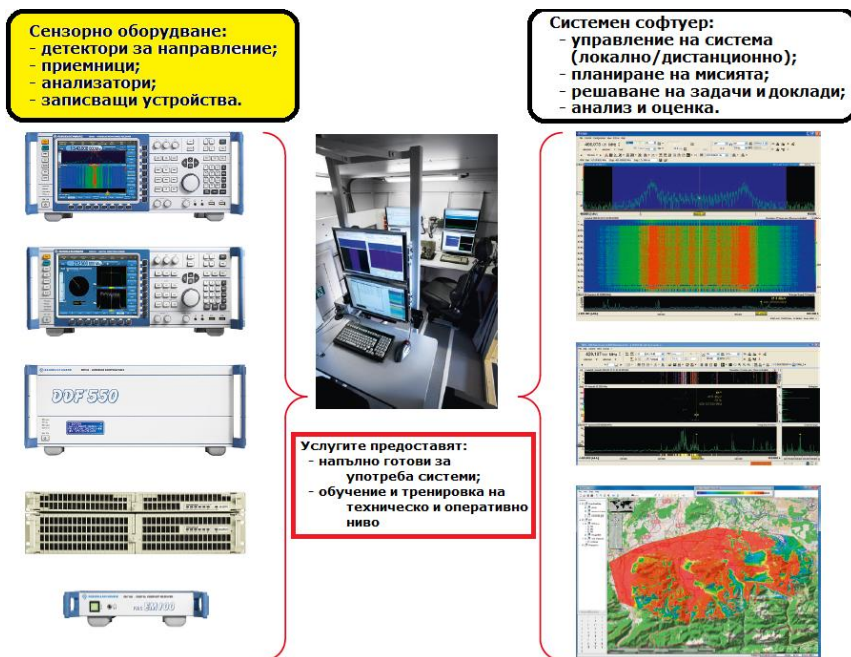 Сензорно оборудване:
- детектори за направление;
- приемници;
- анализатори;
- записващи устройства.
Системен софтуер:
- управление на система
(локално/дистанционно);
- планиране на мисията;
- решаване на задачи и доклади;
- анализ и оценка.
DDF 550
EM100
Услугите предоставят:
- напълно готови за
употреба системи;
- обучение и тренировка на
техническо и оперативно
ниво